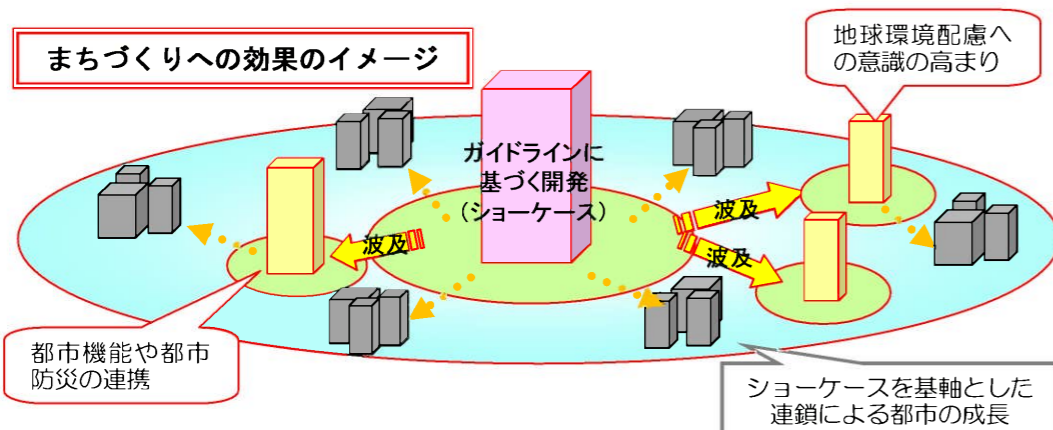 まちづくりへの効果のイメージ
地球環境配慮へ
の意識の高まり
ガイドラインに
基づく開発
（ショーケース）
波及
波及
波及
都市機能や都市
防災の連携
ショーケースを基軸とした
連鎖による都市の成長